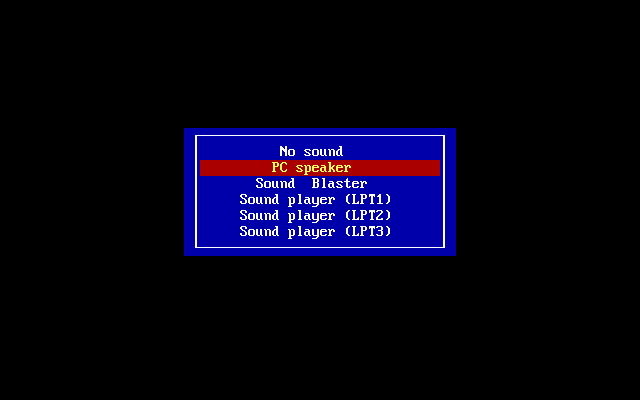 No sound
PC speaker
Sound  Blaster
Sound player (LPT1)
Sound player (LPT2)
Sound player (LPT3)